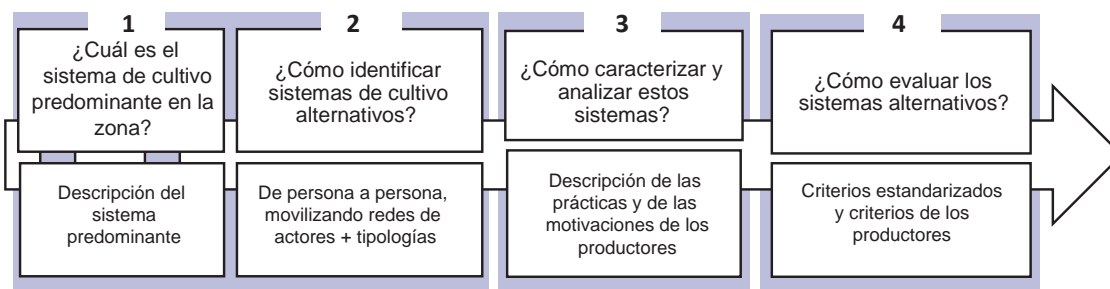 1
¿Cuál es el
sistema de cultivo
predominante en la
zona?
Descripción del
sistema
predominante
2
¿Cómo identificar
sistemas de cultivo
alternativos?
De persona a persona,
movilizando redes de
actores + tipologías
3
¿Cómo caracterizar y
analizar estos
sistemas?
Descripción de las
prácticas y de las
motivaciones de los
productores
4
¿Cómo evaluar los
sistemas alternativos?
Criterios estandarizados
y criterios de los
productores